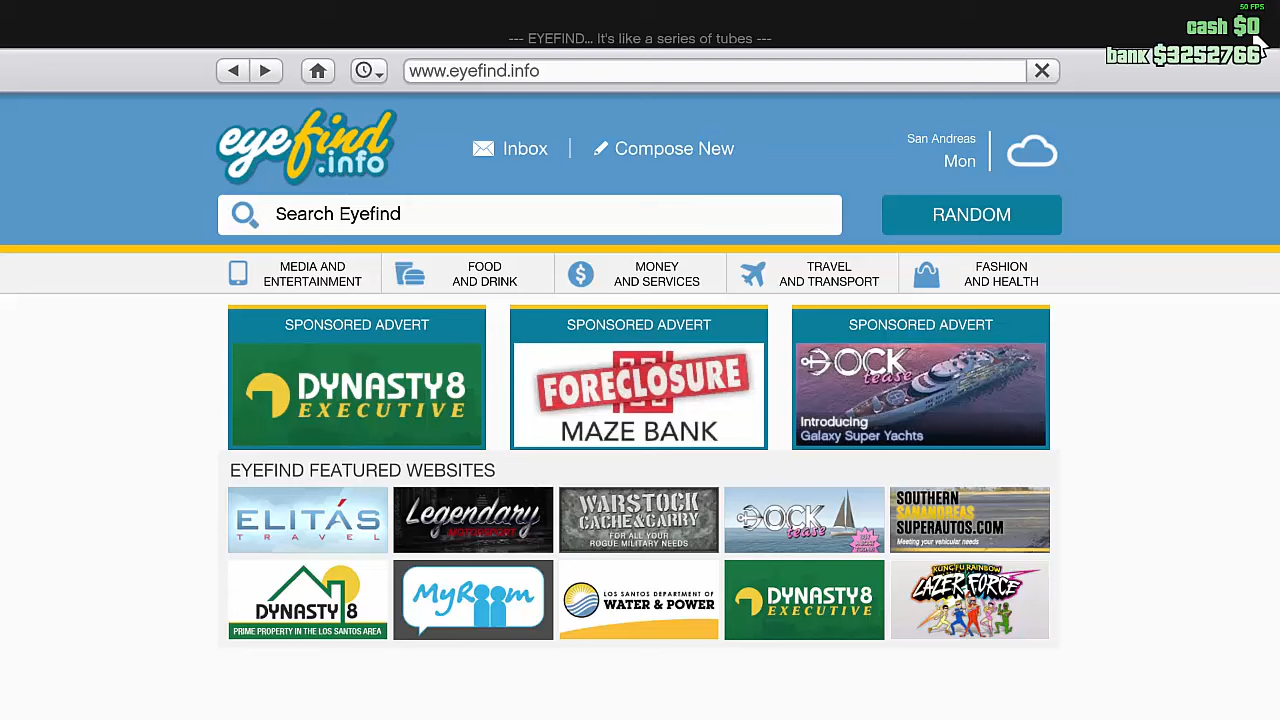 50 FPS
cash $0
--- EYEFIND... It's like a series of tubes ---
bank $3252766
www.eyefind.info
eyefind
.info
Inbox
Compose New
San Andreas
Mon
Search Eyefind
RANDOM
MEDIA AND
ENTERTAINMENT
FOOD
AND DRINK
MONEY
AND SERVICES
TRAVEL
AND TRANSPORT
FASHION
AND HEALTH
SPONSORED ADVERT
DYNASTY8
EXECUTIVE
SPONSORED ADVERT
FORECLOSURE
MAZE BANK
SPONSORED ADVERT
DOCK
tease
Introducing
Galaxy Super Yachts
EYEFIND FEATURED WEBSITES
ELITÁS
TRAVEL
Legendary
MOTORSPORT
WARSTOCK
CACHE&CARRY
FOR ALL YOUR
ROGUE MILITARY NEEDS
DOCK
tease
SOUTHERN
SANANDREAS
SUPERAUTOS.COM
Meeting your vehicular needs
DYNASTY 8
PRIME PROPERTY IN THE LOS SANTOS AREA
MyRoom
LOS SANTOS DEPARTMENT OF
WATER & POWER
DYNASTY8
EXECUTIVE
KUNG FU RAINBOW
LAZER FORCE